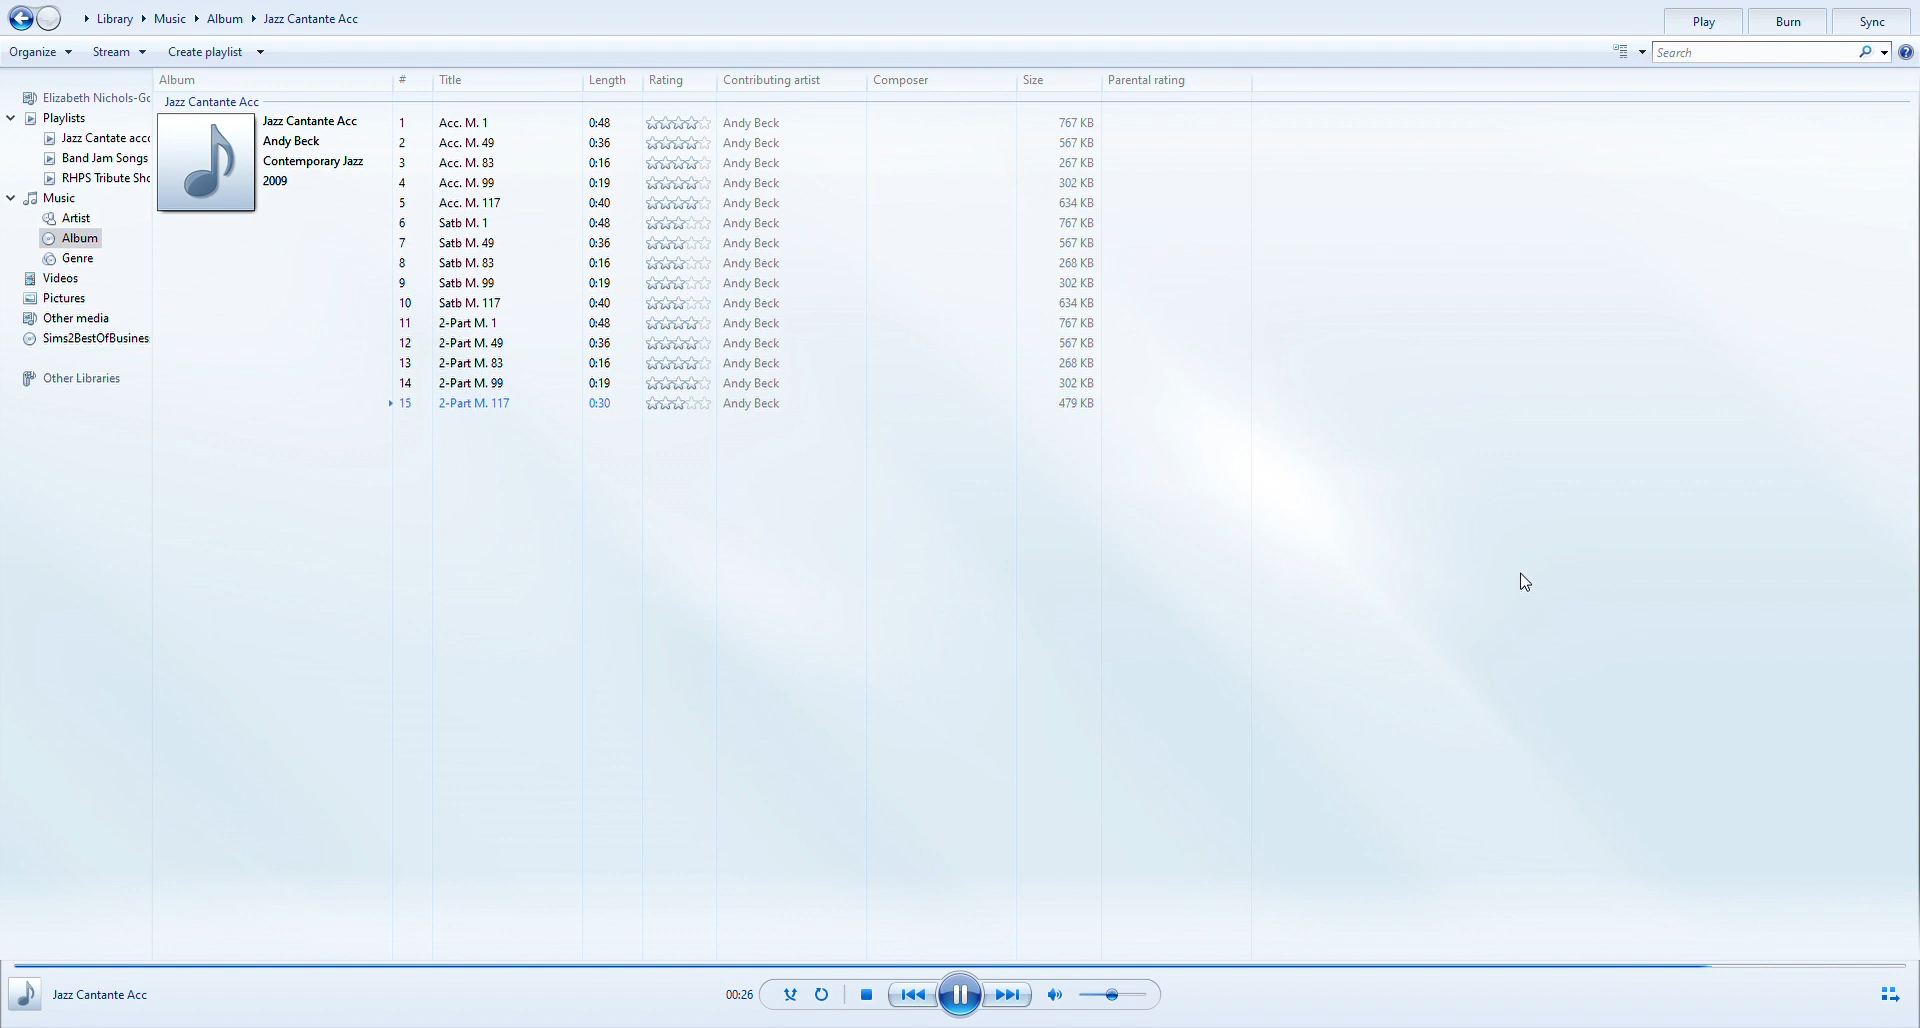 Library Music Album Jazz Cantante Acc
Play Burn Sync
Organize Stream Create playlist Search
Album # Title Length Rating Contributing artist Composer Size Parental rating
Elizabeth Nichols-Gc
Playlists
Jazz Cantate acc
Band Jam Songs
RHPS Tribute Sho
Music
Artist
Album
Genre
Videos
Pictures
Other media
Sims2BestOfBusines
Other Libraries
Jazz Cantante Acc
Jazz Cantante Acc
Andy Beck
Contemporary Jazz
2009
1 Acc. M. 1 0:48 Andy Beck 767 KB
2 Acc. M. 49 0:36 Andy Beck 567 KB
3 Acc. M. 83 0:16 Andy Beck 267 KB
4 Acc. M. 99 0:19 Andy Beck 302 KB
5 Acc. M. 117 0:40 Andy Beck 634 KB
6 Satb M. 1 0:48 Andy Beck 767 KB
7 Satb M. 49 0:36 Andy Beck 567 KB
8 Satb M. 83 0:16 Andy Beck 268 KB
9 Satb M. 99 0:19 Andy Beck 302 KB
10 Satb M. 117 0:40 Andy Beck 634 KB
11 2-Part M. 1 0:48 Andy Beck 767 KB
12 2-Part M. 49 0:36 Andy Beck 567 KB
13 2-Part M. 83 0:16 Andy Beck 268 KB
14 2-Part M. 99 0:19 Andy Beck 302 KB
15 2-Part M. 117 0:30 Andy Beck 479 KB
Jazz Cantante Acc 00:26